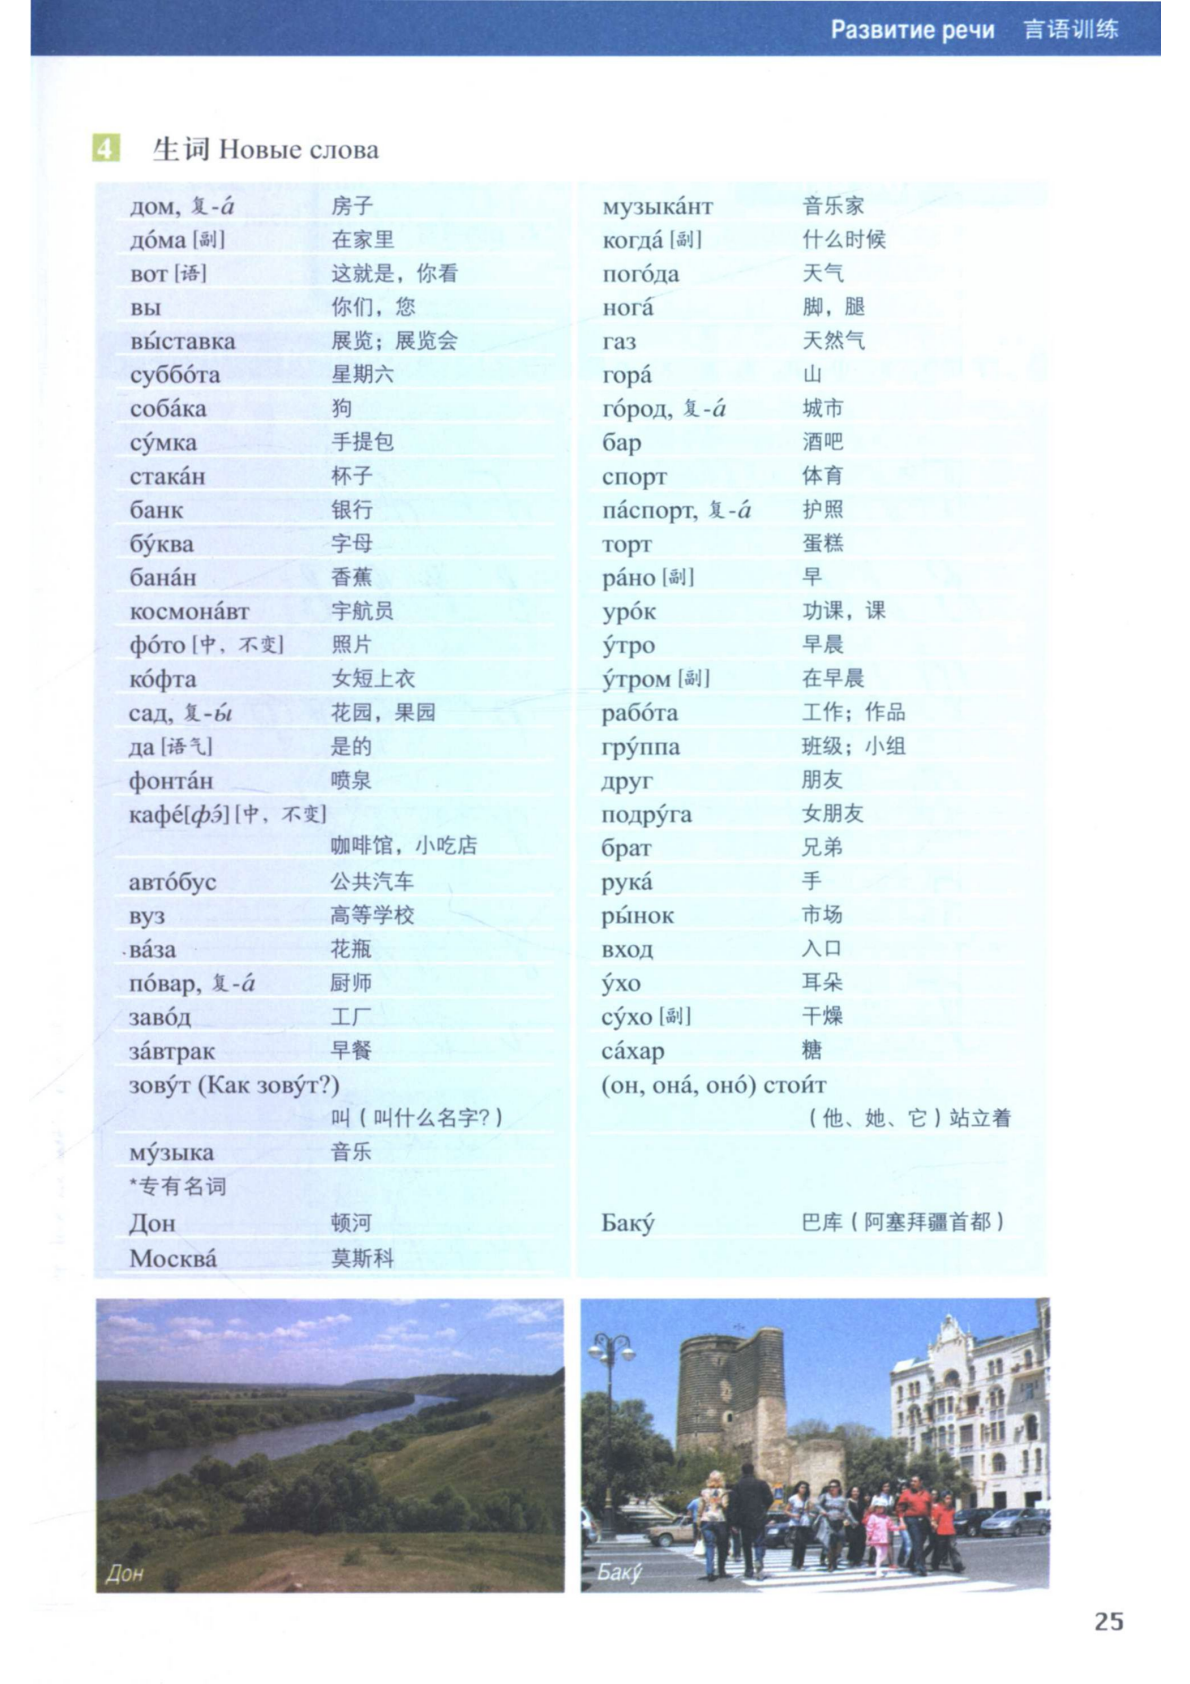 Развитие речи 言语训练
4 生词 Новые слова
дом, 复-á 房子
дóма [副] 在家里
вот [语] 这就是，你看
вы 你们，您
вы́ставка 展览；展览会
суббóта 星期六
собáка 狗
сýмка 手提包
стакáн 杯子
банк 银行
бýква 字母
банáн 香蕉
космонáвт 宇航员
фóто [中，不变] 照片
кóфта 女短上衣
сад, 复-ы́ 花园，果园
да [语气] 是的
фонтáн 喷泉
кафé[фэ́] [中，不变]
咖啡馆，小吃店
автóбус 公共汽车
вуз 高等学校
вáза 花瓶
пóвар, 复-á 厨师
завóд 工厂
зáвтрак 早餐
зовýт (Как зовýт?)
叫（叫什么名字？）
мýзыка 音乐
*专有名词
Дон 顿河
Москвá 莫斯科
музыкáнт 音乐家
когдá [副] 什么时候
погóда 天气
ногá 脚，腿
газ 天然气
горá 山
гóрод, 复-á 城市
бар 酒吧
спорт 体育
пáспорт, 复-á 护照
торт 蛋糕
рáно [副] 早
урóк 功课，课
ýтро 早晨
ýтром [副] 在早晨
рабóта 工作；作品
грýппа 班级；小组
друг 朋友
подрýга 女朋友
брат 兄弟
рукá 手
ры́нок 市场
вход 入口
ýхо 耳朵
сýхо [副] 干燥
сáхар 糖
(он, онá, онó) стои́т
（他、她、它）站立着
Бакý 巴库（阿塞拜疆首都）
Дон
Бакý
25